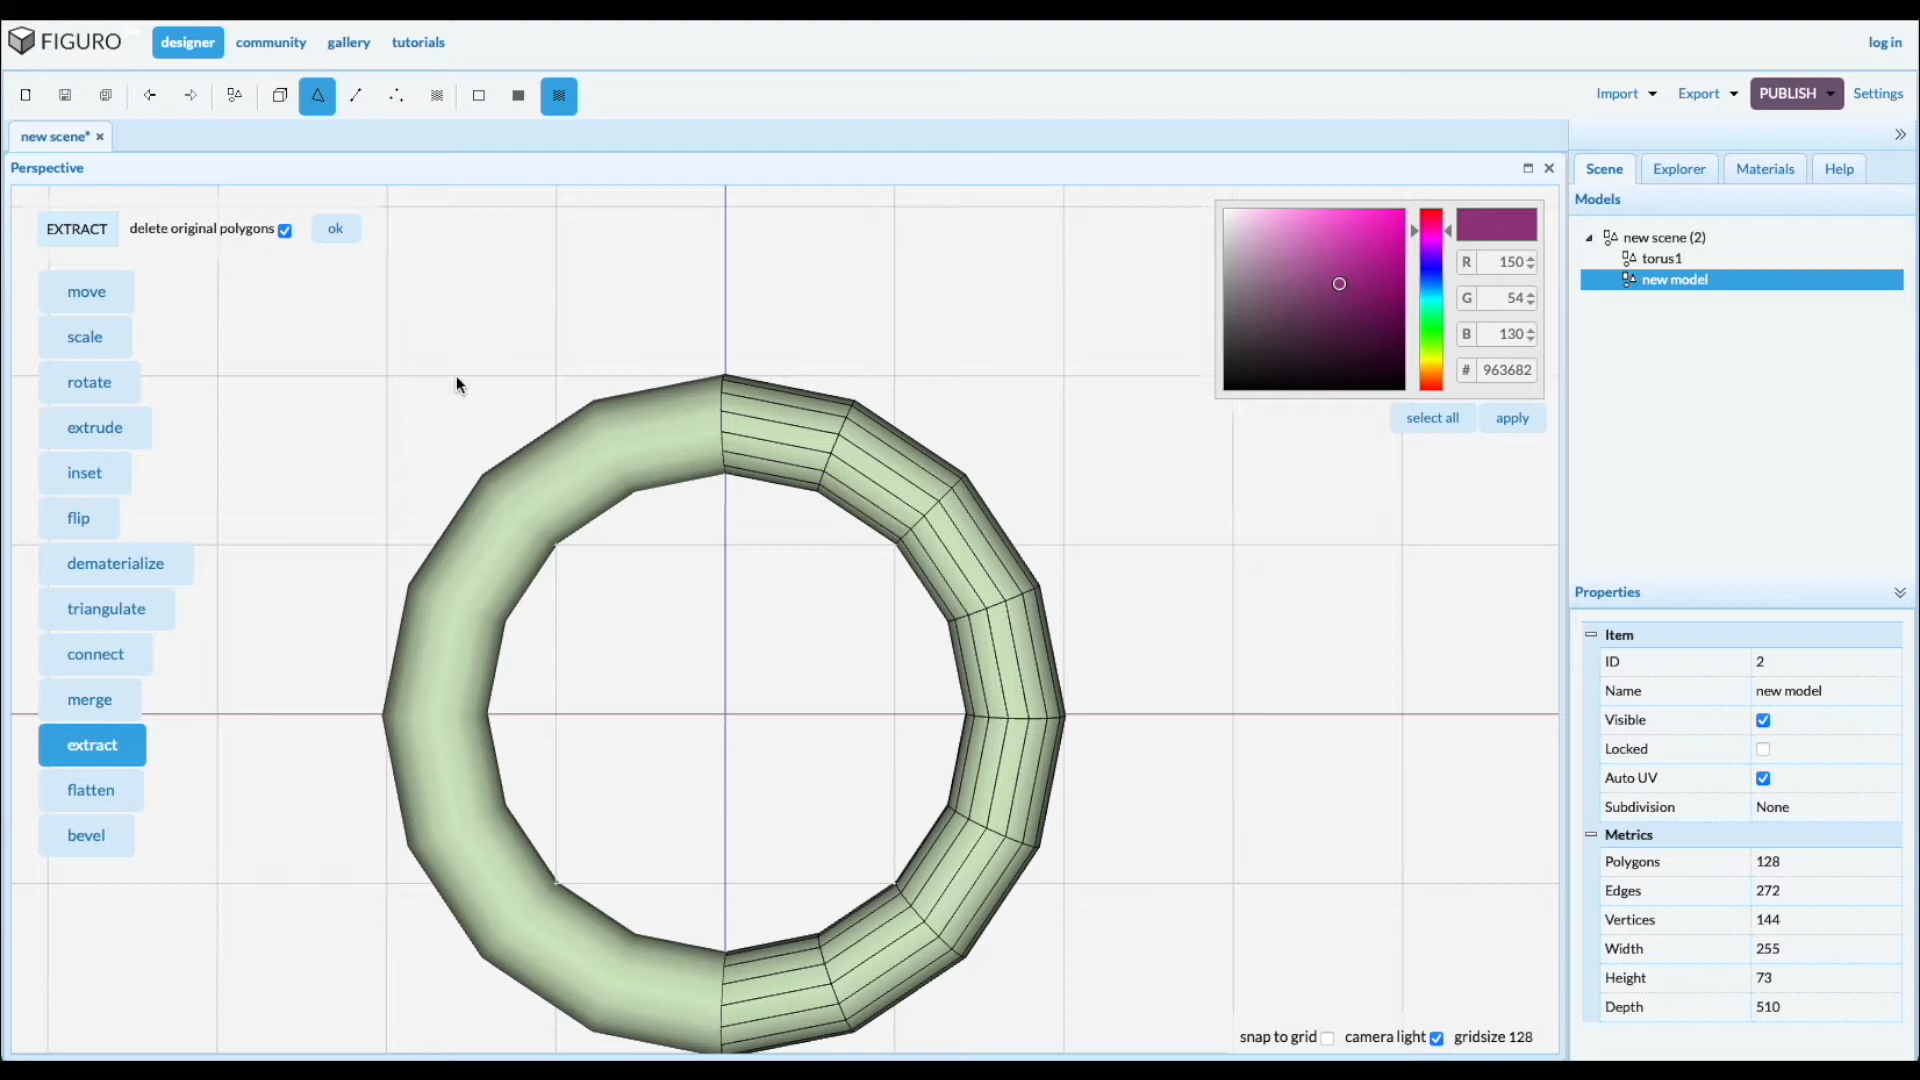 FIGURO designer community gallery tutorials log in
Import Export PUBLISH Settings
new scene* ×
Perspective
Scene Explorer Materials Help
Models
EXTRACT delete original polygons ok
new scene (2)
torus1
new model
R 150
G 54
B 130
# 963682
select all apply
move
scale
rotate
extrude
inset
flip
dematerialize
triangulate
connect
merge
extract
flatten
bevel
Properties
Item
ID 2
Name new model
Visible
Locked
Auto UV
Subdivision None
Metrics
Polygons 128
Edges 272
Vertices 144
Width 255
Height 73
Depth 510
snap to grid camera light gridsize 128